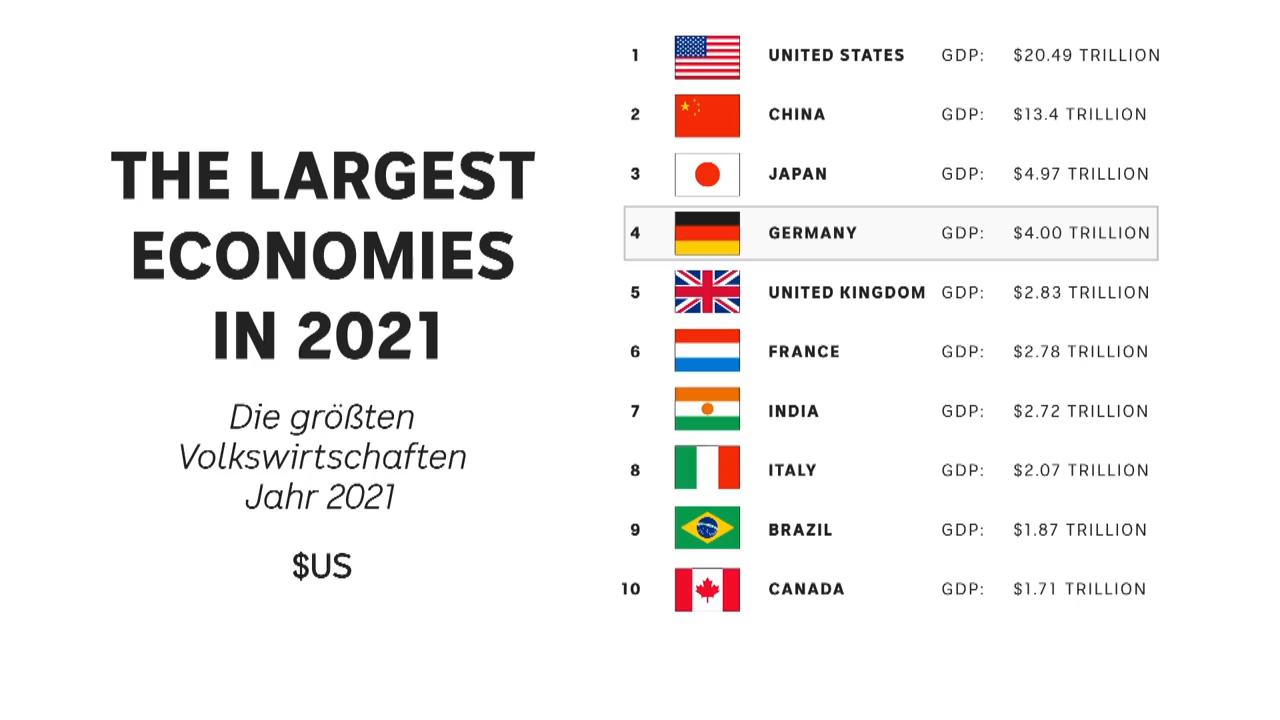 THE LARGEST
ECONOMIES
IN 2021
Die größten
Volkswirtschaften
Jahr 2021
$US
1 UNITED STATES GDP: $20.49 TRILLION
2 CHINA GDP: $13.4 TRILLION
3 JAPAN GDP: $4.97 TRILLION
4 GERMANY GDP: $4.00 TRILLION
5 UNITED KINGDOM GDP: $2.83 TRILLION
6 FRANCE GDP: $2.78 TRILLION
7 INDIA GDP: $2.72 TRILLION
8 ITALY GDP: $2.07 TRILLION
9 BRAZIL GDP: $1.87 TRILLION
10 CANADA GDP: $1.71 TRILLION